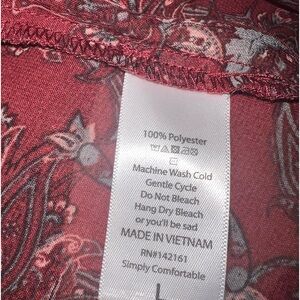 100% Polyester
Machine Wash Cold
Gentle Cycle
Do Not Bleach
Hang Dry Bleach
or you'll be sad
MADE IN VIETNAM
RN#142161
Simply Comfortable
L